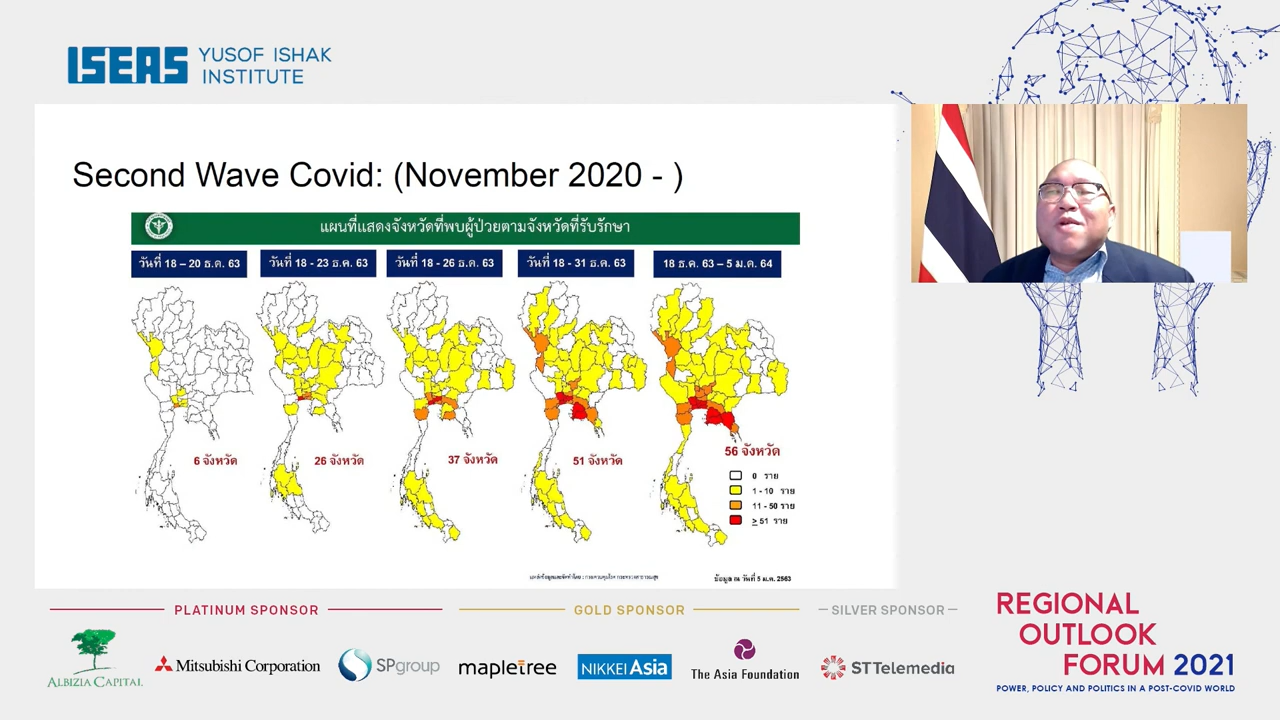 ISEAS YUSOF ISHAK
INSTITUTE
Second Wave Covid: (November 2020 - )
แผนที่แสดงจังหวัดที่พบผู้ป่วยตามจังหวัดที่รับรักษา
วันที่ 18 – 20 ธ.ค. 63
วันที่ 18 - 23 ธ.ค. 63
วันที่ 18 - 26 ธ.ค. 63
วันที่ 18 - 31 ธ.ค. 63
18 ธ.ค. 63 – 5 ม.ค. 64
6 จังหวัด
26 จังหวัด
37 จังหวัด
51 จังหวัด
56 จังหวัด
0 ราย
1 - 10 ราย
11 - 50 ราย
≥ 51 ราย
ข้อมูล ณ วันที่ 5 ม.ค. 2563
PLATINUM SPONSOR
GOLD SPONSOR
SILVER SPONSOR
ALBIZIA CAPITAL
Mitsubishi Corporation
SPgroup
mapletree
NIKKEI Asia
The Asia Foundation
ST Telemedia
REGIONAL
OUTLOOK
FORUM 2021
POWER, POLICY AND POLITICS IN A POST-COVID WORLD